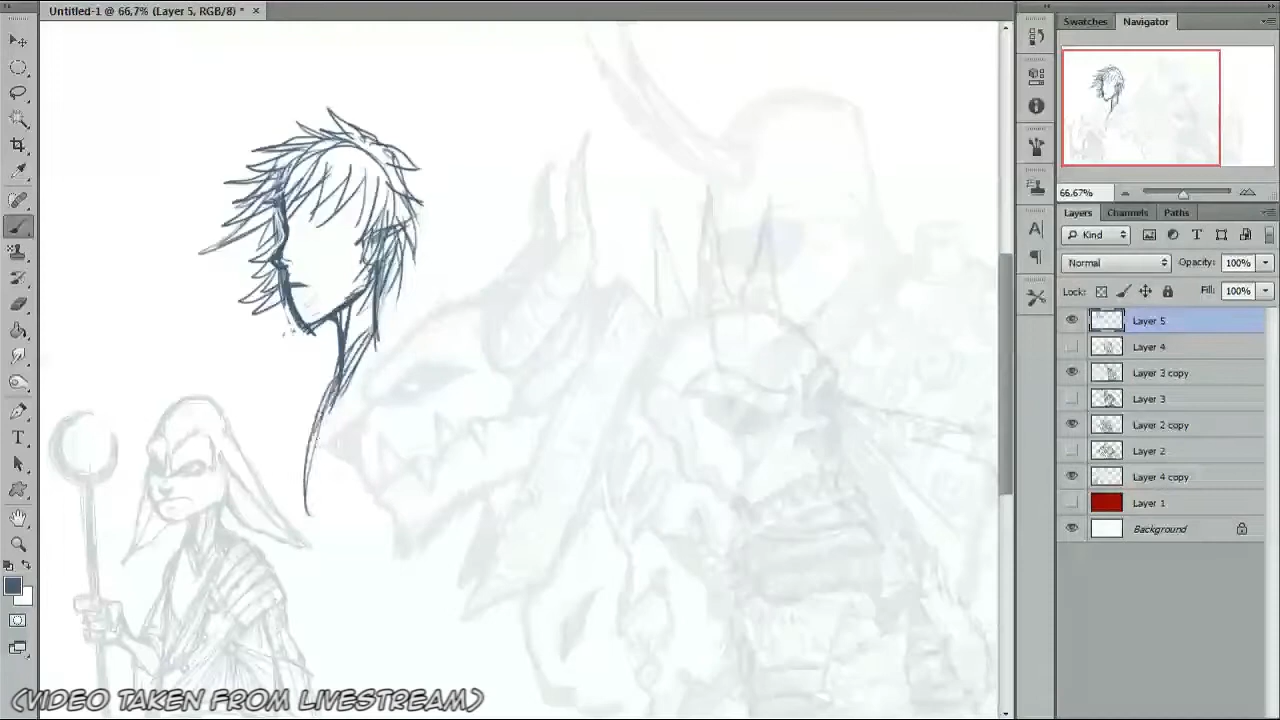 Untitled-1 @ 66,7% (Layer 5, RGB/8) * ×
Swatches Navigator
66.67%
Layers Channels Paths
Kind
Normal Opacity: 100%
Lock: Fill: 100%
Layer 5
Layer 4
Layer 3 copy
Layer 3
Layer 2 copy
Layer 2
Layer 4 copy
Layer 1
Background
(VIDEO TAKEN FROM LIVESTREAM)